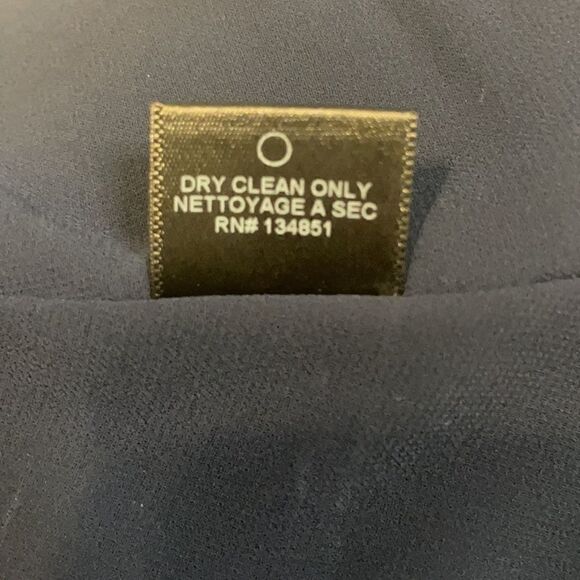 DRY CLEAN ONLY
NETTOYAGE A SEC
RN# 134851